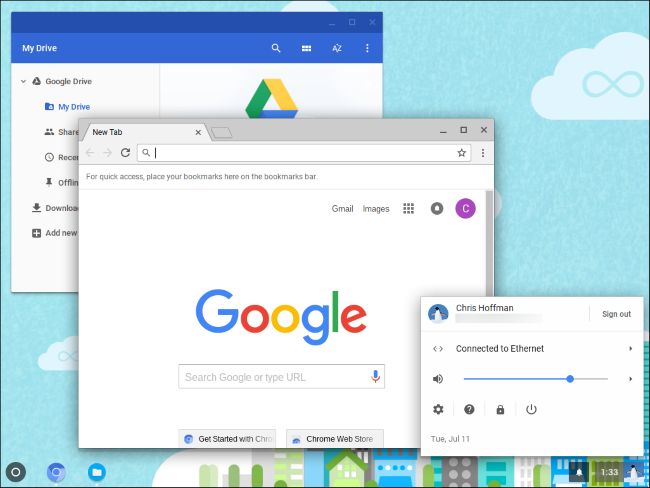 My Drive
A Z
Google Drive
My Drive
Share
Recen
Offlin
Downloa
Add new
New Tab
For quick access, place your bookmarks here on the bookmarks bar.
Gmail Images
C
Google
Search Google or type URL
Get Started with Chro
Chrome Web Store
Chris Hoffman
Sign out
Connected to Ethernet
Tue, Jul 11
1:33